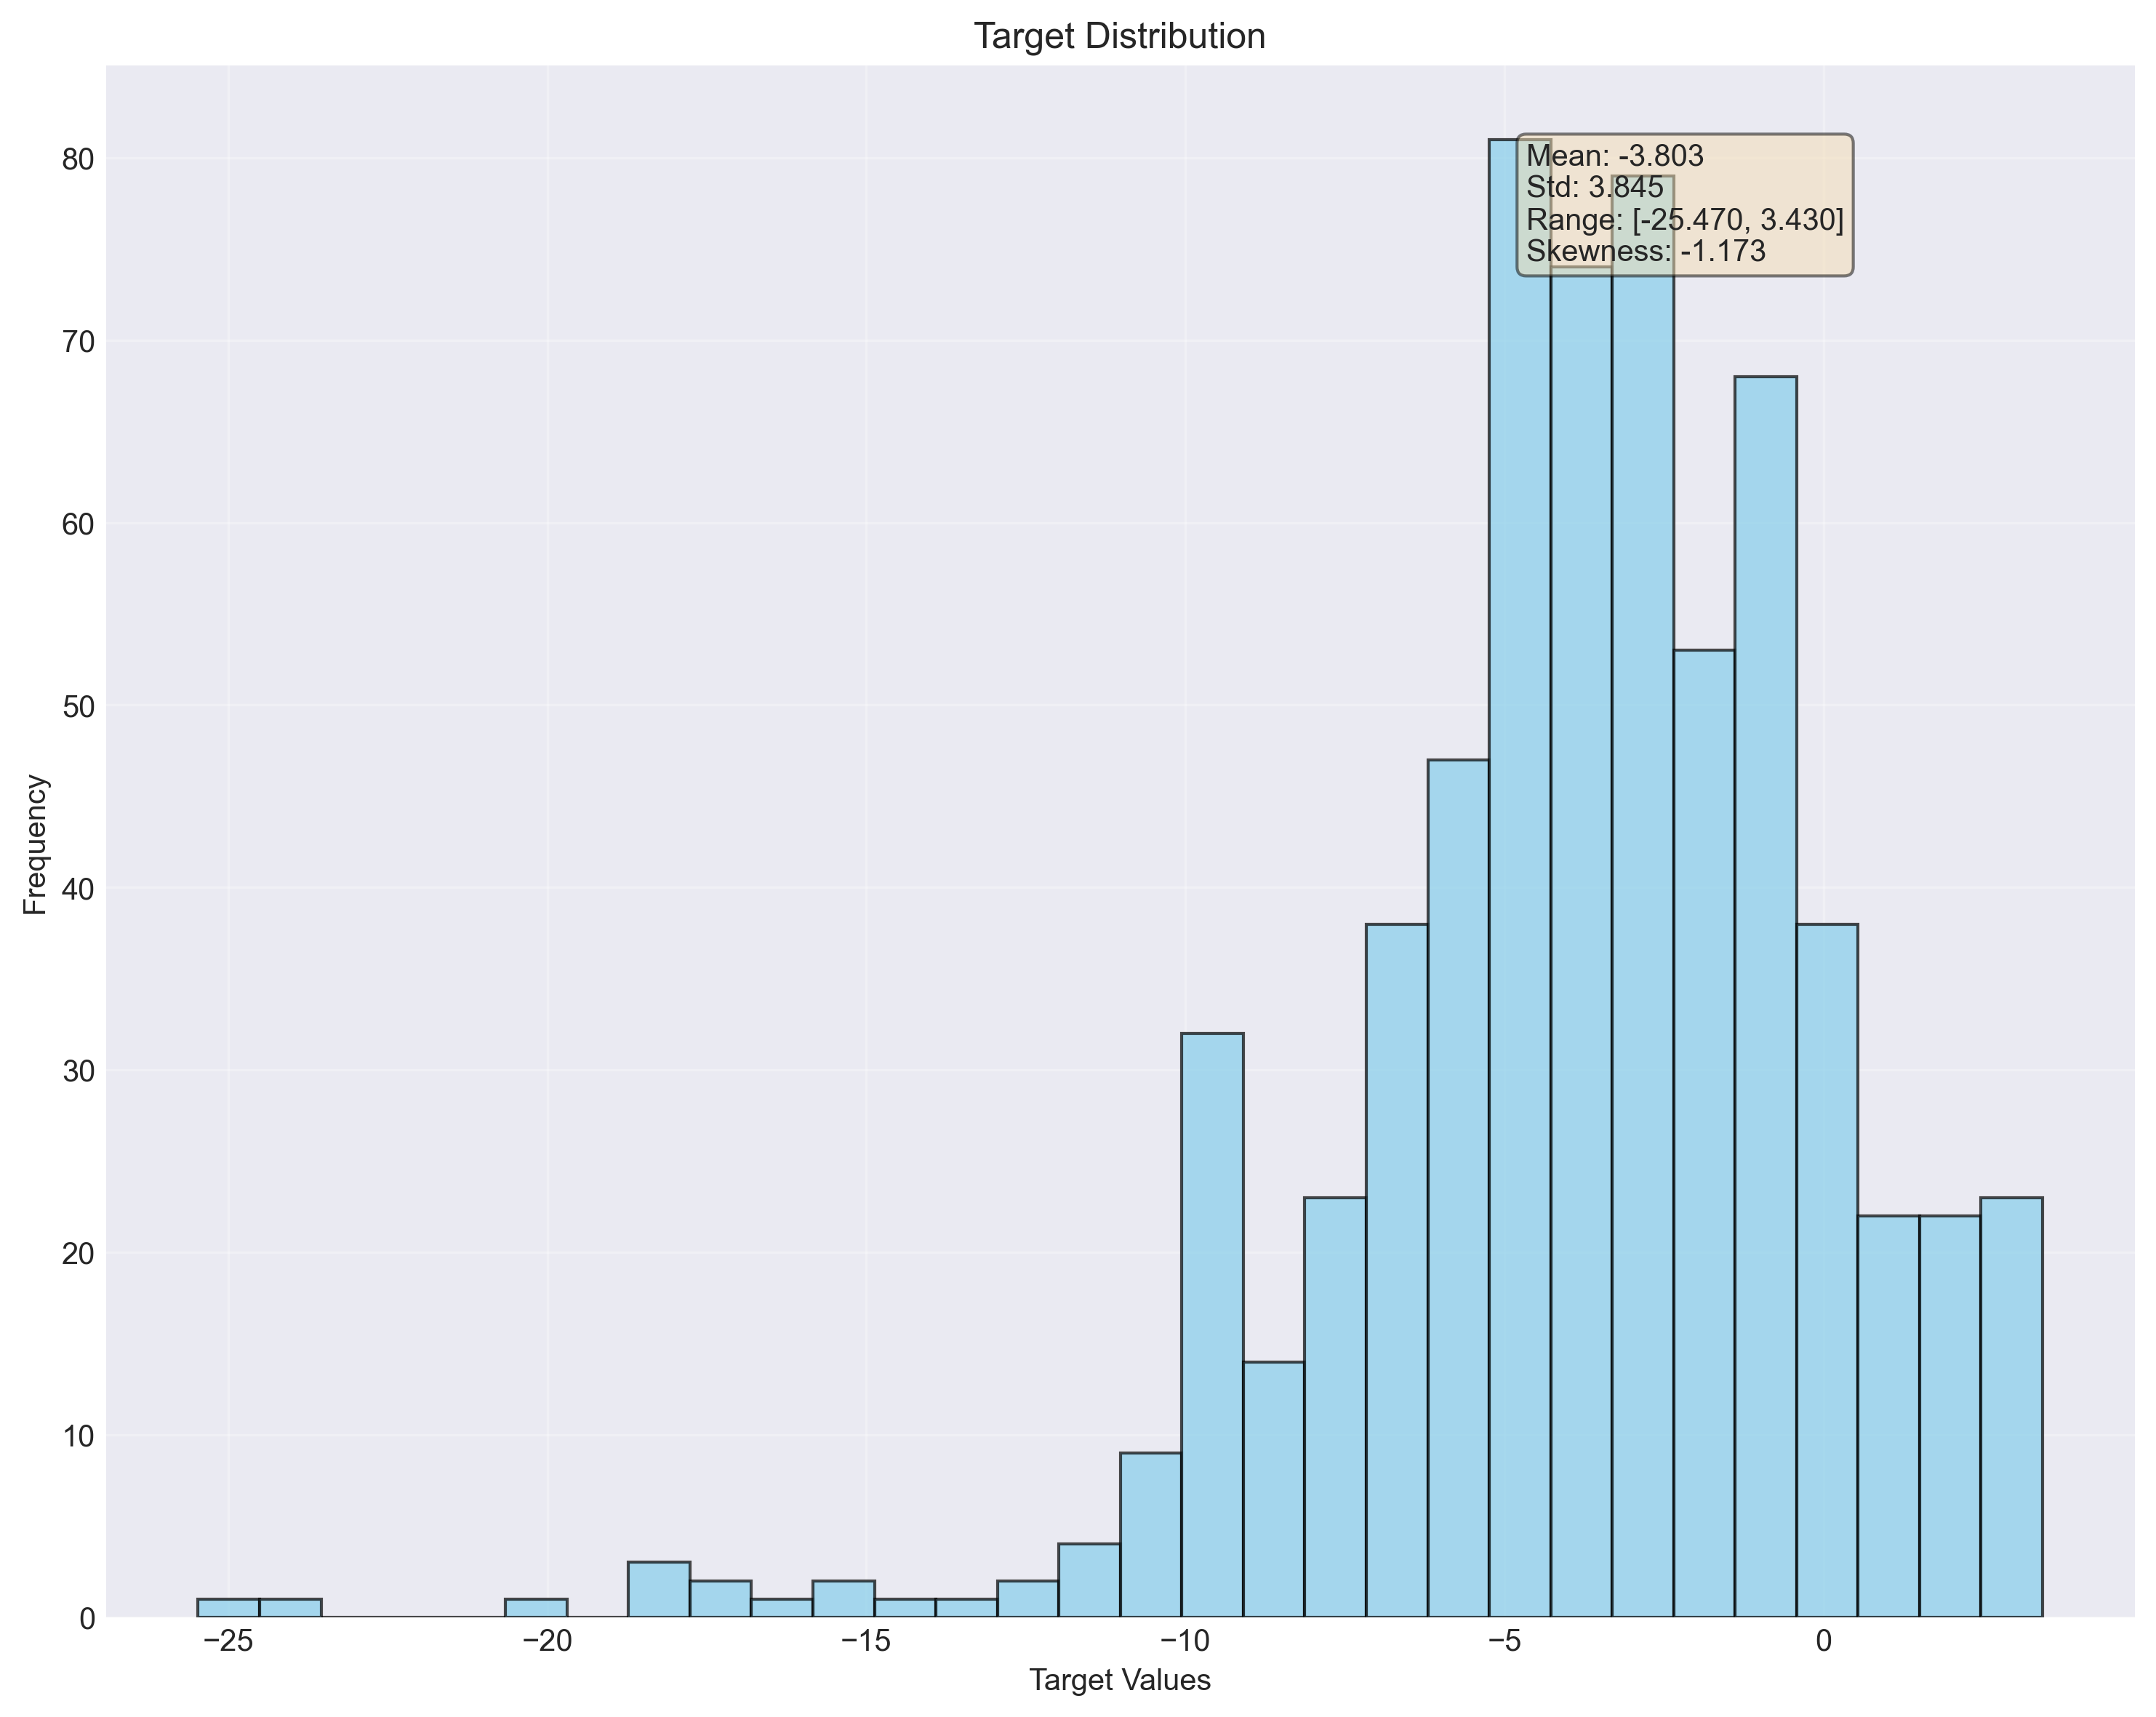 Target Distribution
80
70
60
50
40
30
20
10
0
Frequency
Mean: -3.803
Std: 3.845
Range: [-25.470, 3.430]
Skewness: -1.173
−25 −20 −15 −10 −5 0
Target Values